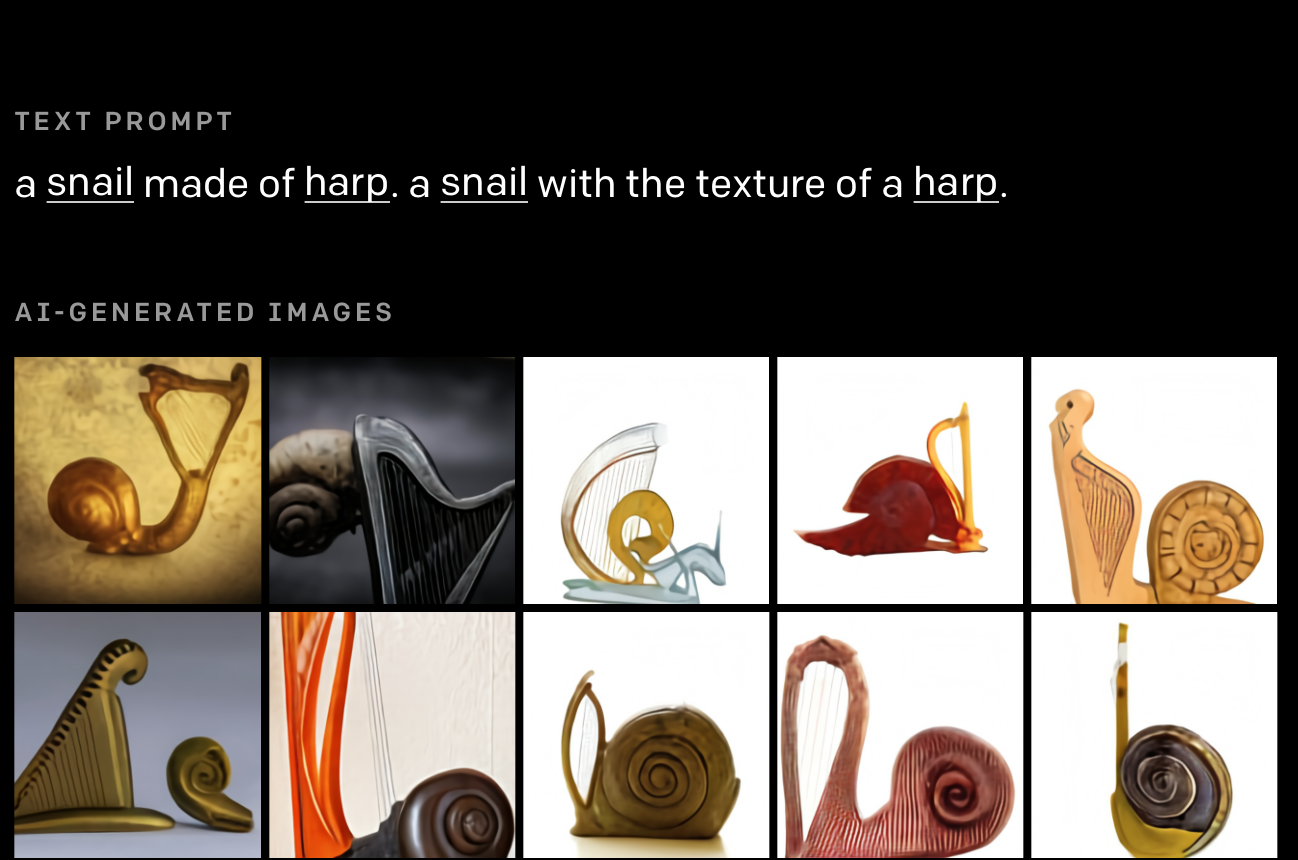 TEXT PROMPT
a snail made of harp. a snail with the texture of a harp.
AI-GENERATED IMAGES